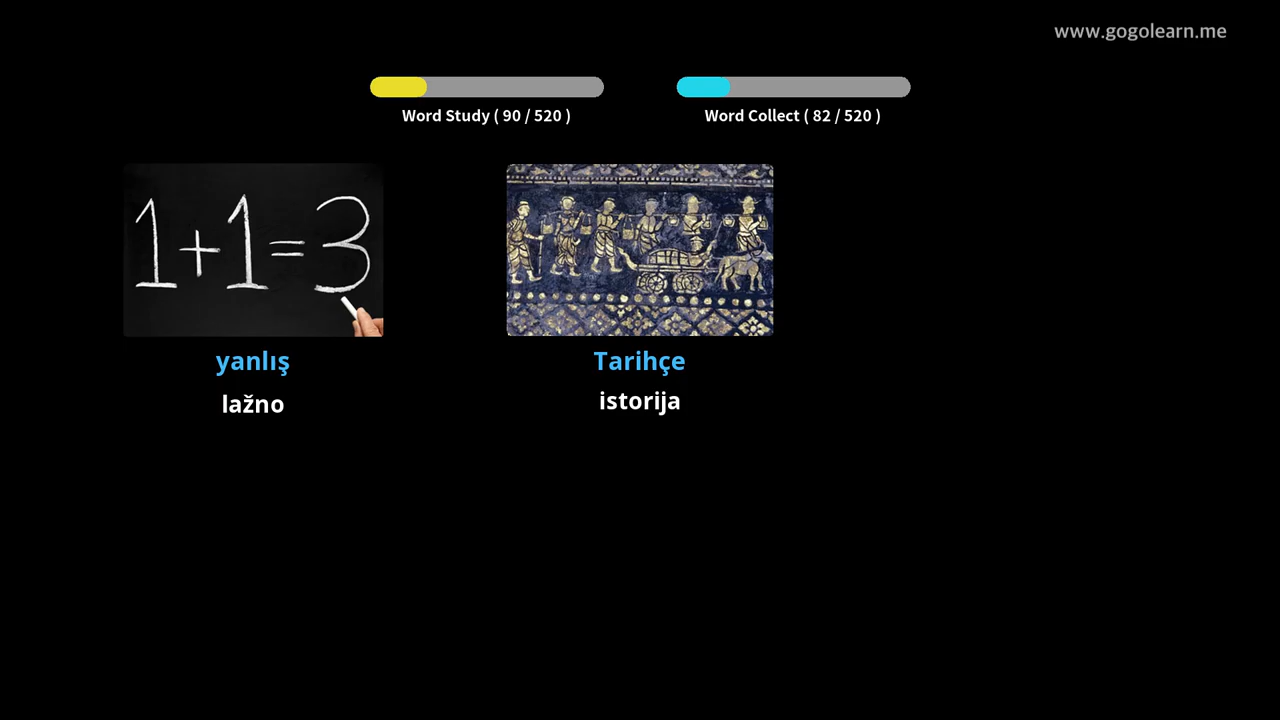 www.gogolearn.me
Word Study ( 90 / 520 )
Word Collect ( 82 / 520 )
1+1=3
yanlış
lažno
Tarihçe
istorija